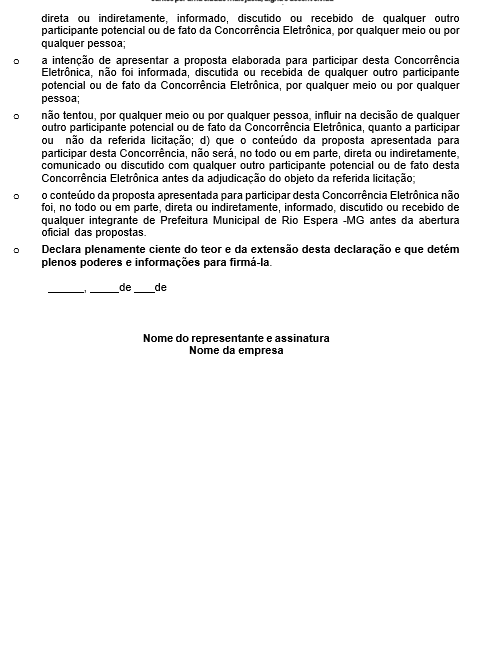 direta ou indiretamente, informado, discutido ou recebido de qualquer outro
participante potencial ou de fato da Concorrência Eletrônica, por qualquer meio ou por
qualquer pessoa;
o a intenção de apresentar a proposta elaborada para participar desta Concorrência
Eletrônica, não foi informada, discutida ou recebida de qualquer outro participante
potencial ou de fato da Concorrência Eletrônica, por qualquer meio ou por qualquer
pessoa;
o não tentou, por qualquer meio ou por qualquer pessoa, influir na decisão de qualquer
outro participante potencial ou de fato da Concorrência Eletrônica, quanto a participar
ou não da referida licitação; d) que o conteúdo da proposta apresentada para
participar desta Concorrência, não será, no todo ou em parte, direta ou indiretamente,
comunicado ou discutido com qualquer outro participante potencial ou de fato desta
Concorrência Eletrônica antes da adjudicação do objeto da referida licitação;
o o conteúdo da proposta apresentada para participar desta Concorrência Eletrônica não
foi, no todo ou em parte, direta ou indiretamente, informado, discutido ou recebido de
qualquer integrante de Prefeitura Municipal de Rio Espera -MG antes da abertura
oficial das propostas.
o Declara plenamente ciente do teor e da extensão desta declaração e que detém
plenos poderes e informações para firmá-la.
______, _____de ____de
Nome do representante e assinatura
Nome da empresa